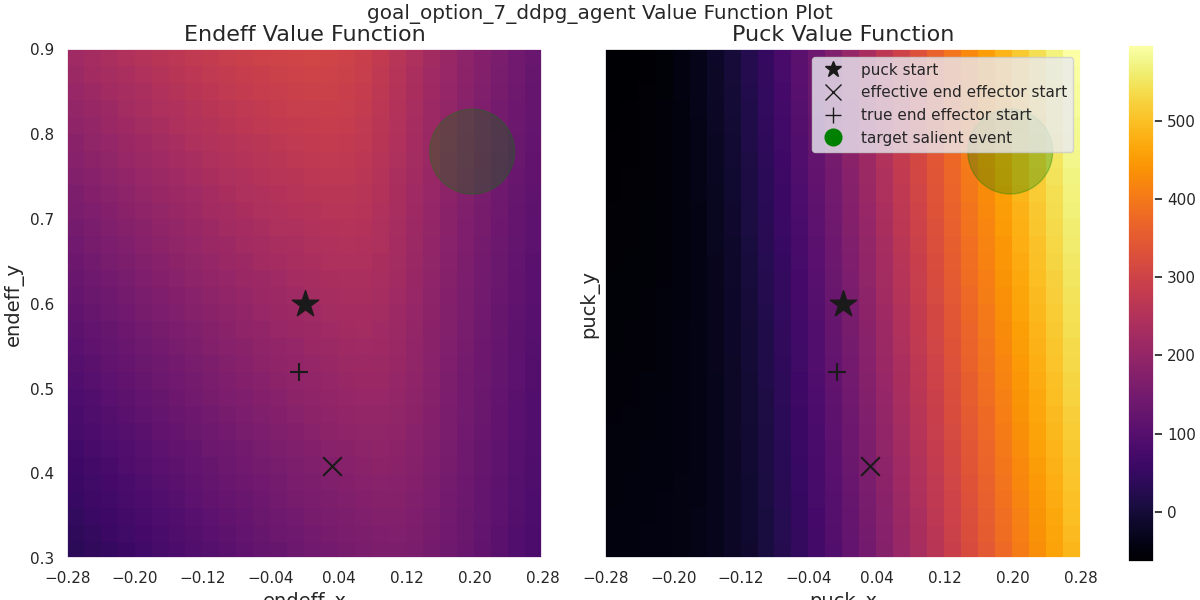 goal_option_7_ddpg_agent Value Function Plot
Endeff Value Function
0.9
0.8
0.7
0.6
0.5
0.4
0.3
endeff_y
−0.28 −0.20 −0.12 −0.04 0.04 0.12 0.20 0.28
endeff_x
Puck Value Function
puck start
effective end effector start
true end effector start
target salient event
puck_y
−0.28 −0.20 −0.12 −0.04 0.04 0.12 0.20 0.28
puck_x
500
400
300
200
100
0